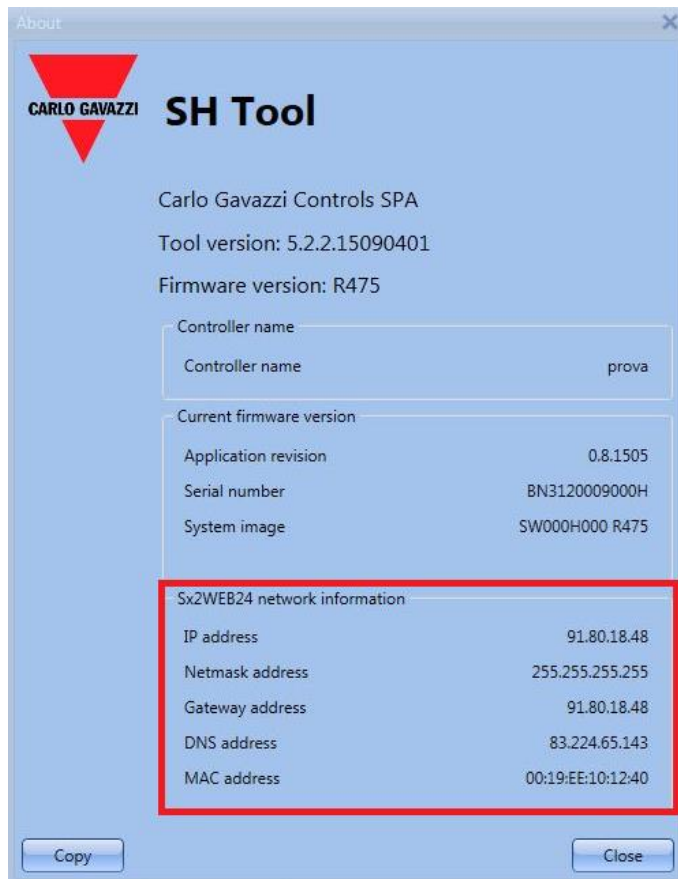 About
CARLO GAVAZZI
SH Tool
Carlo Gavazzi Controls SPA
Tool version: 5.2.2.15090401
Firmware version: R475
Controller name
Controller name prova
Current firmware version
Application revision 0.8.1505
Serial number BN3120009000H
System image SW000H000 R475
Sx2WEB24 network information
IP address 91.80.18.48
Netmask address 255.255.255.255
Gateway address 91.80.18.48
DNS address 83.224.65.143
MAC address 00:19:EE:10:12:40
Copy Close